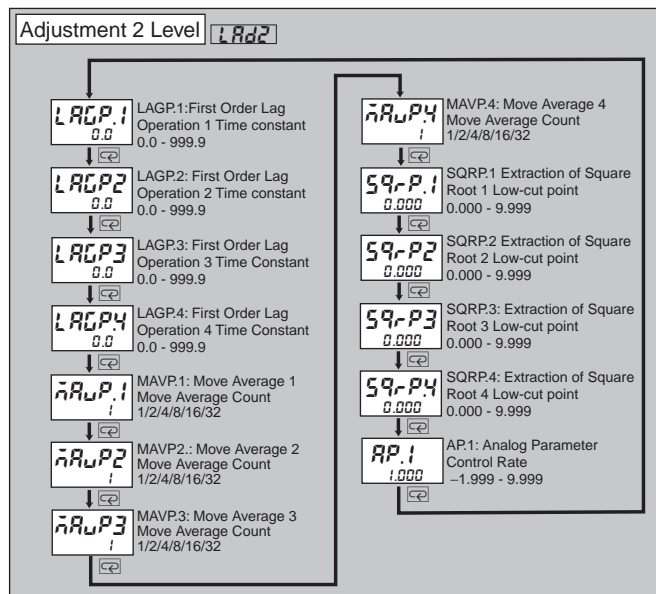 Adjustment 2 Level LAd2
LAGP.1
0.0
LAGP.1:First Order Lag
Operation 1 Time constant
0.0 - 999.9
LAGP2
0.0
LAGP.2: First Order Lag
Operation 2 Time constant
0.0 - 999.9
LAGP3
0.0
LAGP.3: First Order Lag
Operation 3 Time Constant
0.0 - 999.9
LAGP.4
0.0
LAGP.4: First Order Lag
Operation 4 Time Constant
0.0 - 999.9
MAVP.1
1
MAVP.1: Move Average 1
Move Average Count
1/2/4/8/16/32
MAVP2
1
MAVP2.: Move Average 2
Move Average Count
1/2/4/8/16/32
MAVP3
1
MAVP.3: Move Average 3
Move Average Count
1/2/4/8/16/32
MAVP.4
1
MAVP.4: Move Average 4
Move Average Count
1/2/4/8/16/32
SQRP.1
0.000
SQRP.1 Extraction of Square
Root 1 Low-cut point
0.000 - 9.999
SQRP2
0.000
SQRP.2 Extraction of Square
Root 2 Low-cut point
0.000 - 9.999
SQRP3
0.000
SQRP.3: Extraction of Square
Root 3 Low-cut point
0.000 - 9.999
SQRP.4
0.000
SQRP.4: Extraction of Square
Root 4 Low-cut point
0.000 - 9.999
AP.1
1.000
AP.1: Analog Parameter
Control Rate
−1.999 - 9.999